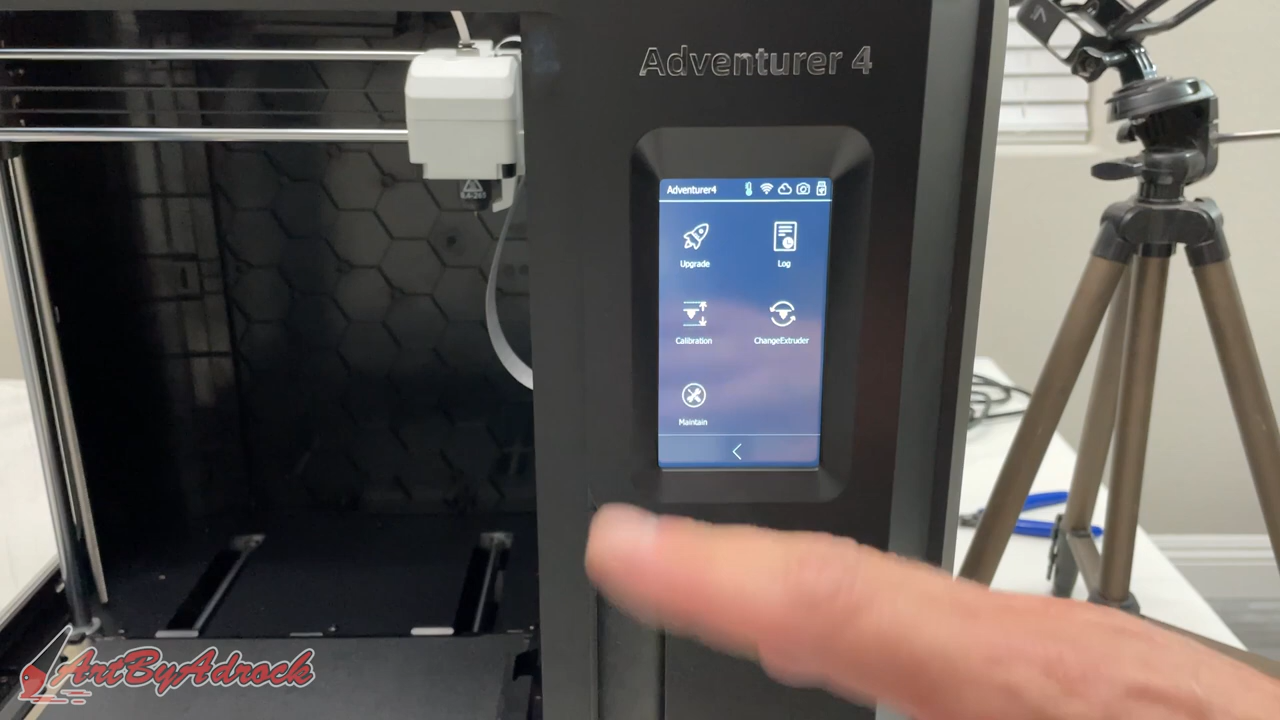 Adventurer 4
Adventurer4
Upgrade
Log
Calibration
ChangeExtruder
Maintain
ArtByAdrock